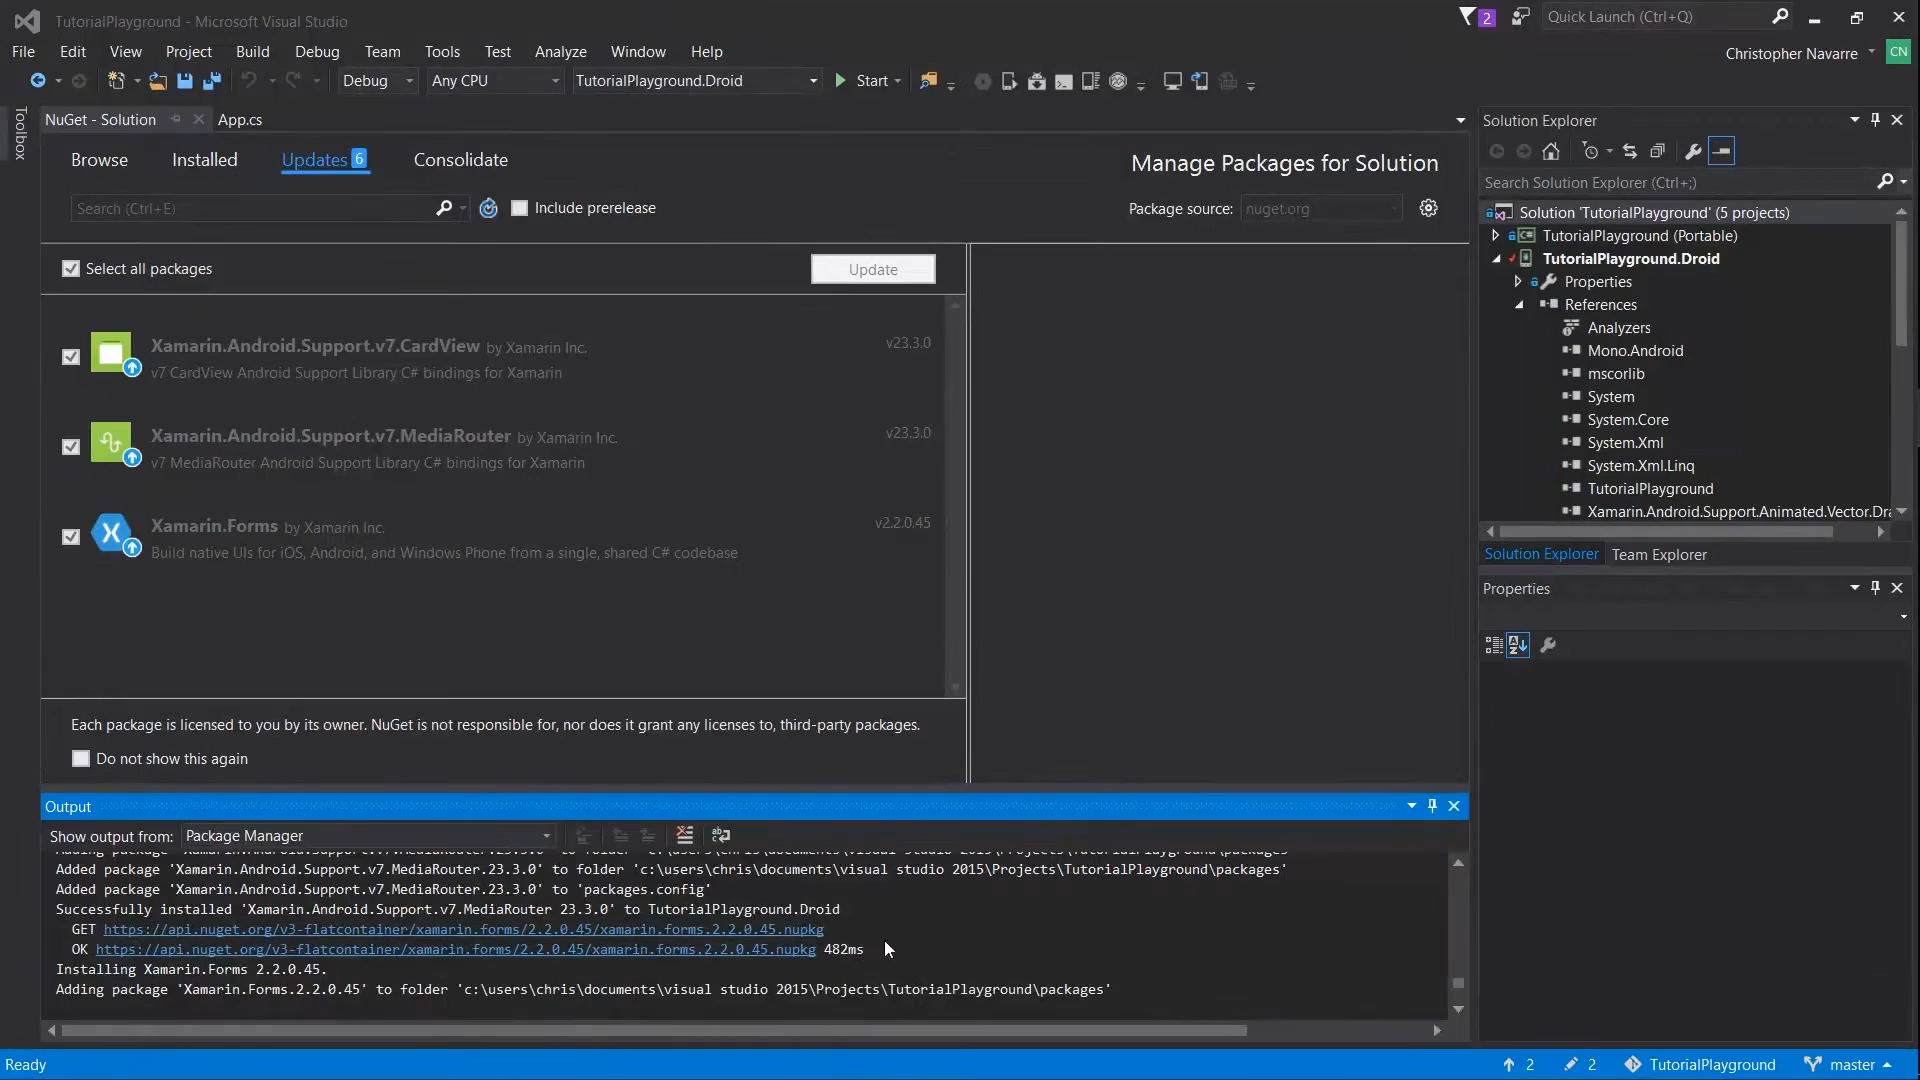 TutorialPlayground - Microsoft Visual Studio
2
Quick Launch (Ctrl+Q)
File Edit View Project Build Debug Team Tools Test Analyze Window Help
Christopher Navarre CN
Debug Any CPU TutorialPlayground.Droid Start
Toolbox
NuGet - Solution App.cs
Browse Installed Updates 6 Consolidate
Manage Packages for Solution
Search (Ctrl+E) Include prerelease
Package source: nuget.org
Select all packages Update
Xamarin.Android.Support.v7.CardView by Xamarin Inc. v23.3.0
v7 CardView Android Support Library C# bindings for Xamarin
Xamarin.Android.Support.v7.MediaRouter by Xamarin Inc. v23.3.0
v7 MediaRouter Android Support Library C# bindings for Xamarin
Xamarin.Forms by Xamarin Inc. v2.2.0.45
Build native UIs for iOS, Android, and Windows Phone from a single, shared C# codebase
Each package is licensed to you by its owner. NuGet is not responsible for, nor does it grant any licenses to, third-party packages.
Do not show this again
Output
Show output from: Package Manager
Added package 'Xamarin.Android.Support.v7.MediaRouter.23.3.0' to folder 'c:\users\chris\documents\visual studio 2015\Projects\TutorialPlayground\packages'
Added package 'Xamarin.Android.Support.v7.MediaRouter.23.3.0' to 'packages.config'
Successfully installed 'Xamarin.Android.Support.v7.MediaRouter 23.3.0' to TutorialPlayground.Droid
GET https://api.nuget.org/v3-flatcontainer/xamarin.forms/2.2.0.45/xamarin.forms.2.2.0.45.nupkg
OK https://api.nuget.org/v3-flatcontainer/xamarin.forms/2.2.0.45/xamarin.forms.2.2.0.45.nupkg 482ms
Installing Xamarin.Forms 2.2.0.45.
Adding package 'Xamarin.Forms.2.2.0.45' to folder 'c:\users\chris\documents\visual studio 2015\Projects\TutorialPlayground\packages'
Solution Explorer
Search Solution Explorer (Ctrl+;)
Solution 'TutorialPlayground' (5 projects)
TutorialPlayground (Portable)
TutorialPlayground.Droid
Properties
References
Analyzers
Mono.Android
mscorlib
System
System.Core
System.Xml
System.Xml.Linq
TutorialPlayground
Xamarin.Android.Support.Animated.Vector.Dra
Solution Explorer Team Explorer
Properties
Ready
2 2 TutorialPlayground master